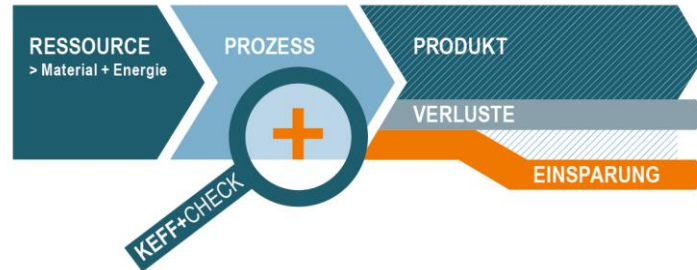 RESSOURCE
> Material + Energie
PROZESS
PRODUKT
VERLUSTE
EINSPARUNG
KEFF+CHECK